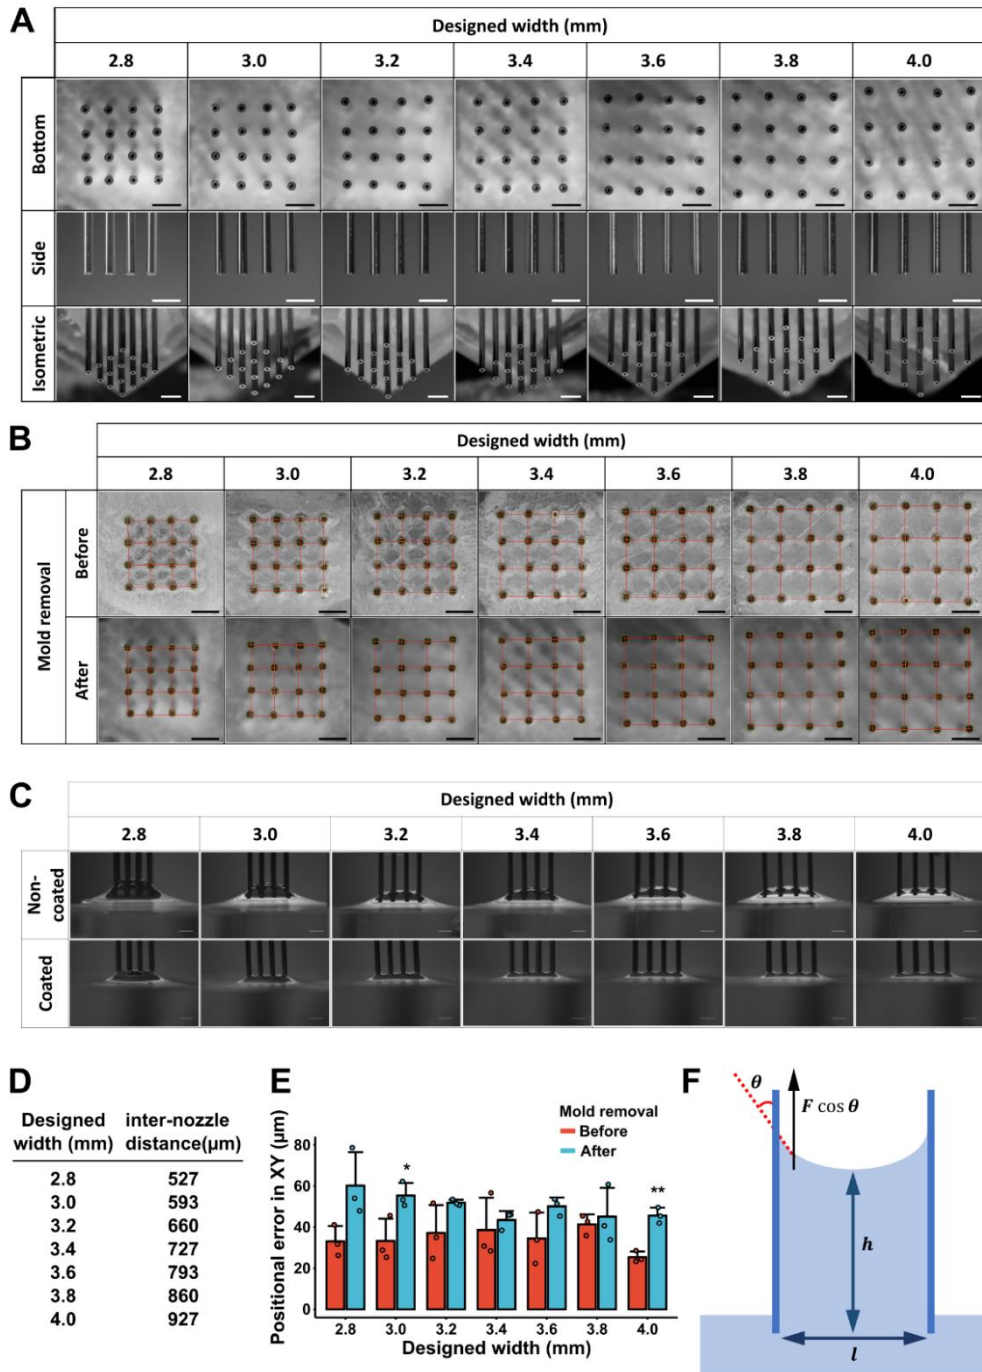 A
Designed width (mm)
2.8 3.0 3.2 3.4 3.6 3.8 4.0
Bottom
Side
Isometric
B
Designed width (mm)
2.8 3.0 3.2 3.4 3.6 3.8 4.0
Mold removal
Before
After
C
Designed width (mm)
2.8 3.0 3.2 3.4 3.6 3.8 4.0
Non-
coated
Coated
D
Designed inter-nozzle
width (mm) distance(µm)
2.8 527
3.0 593
3.2 660
3.4 727
3.6 793
3.8 860
4.0 927
E
Positional error in XY (µm)
80
60
40
20
0
Mold removal
Before
After
*
**
2.8 3.0 3.2 3.4 3.6 3.8 4.0
Designed width (mm)
F
θ
F cos θ
h
l